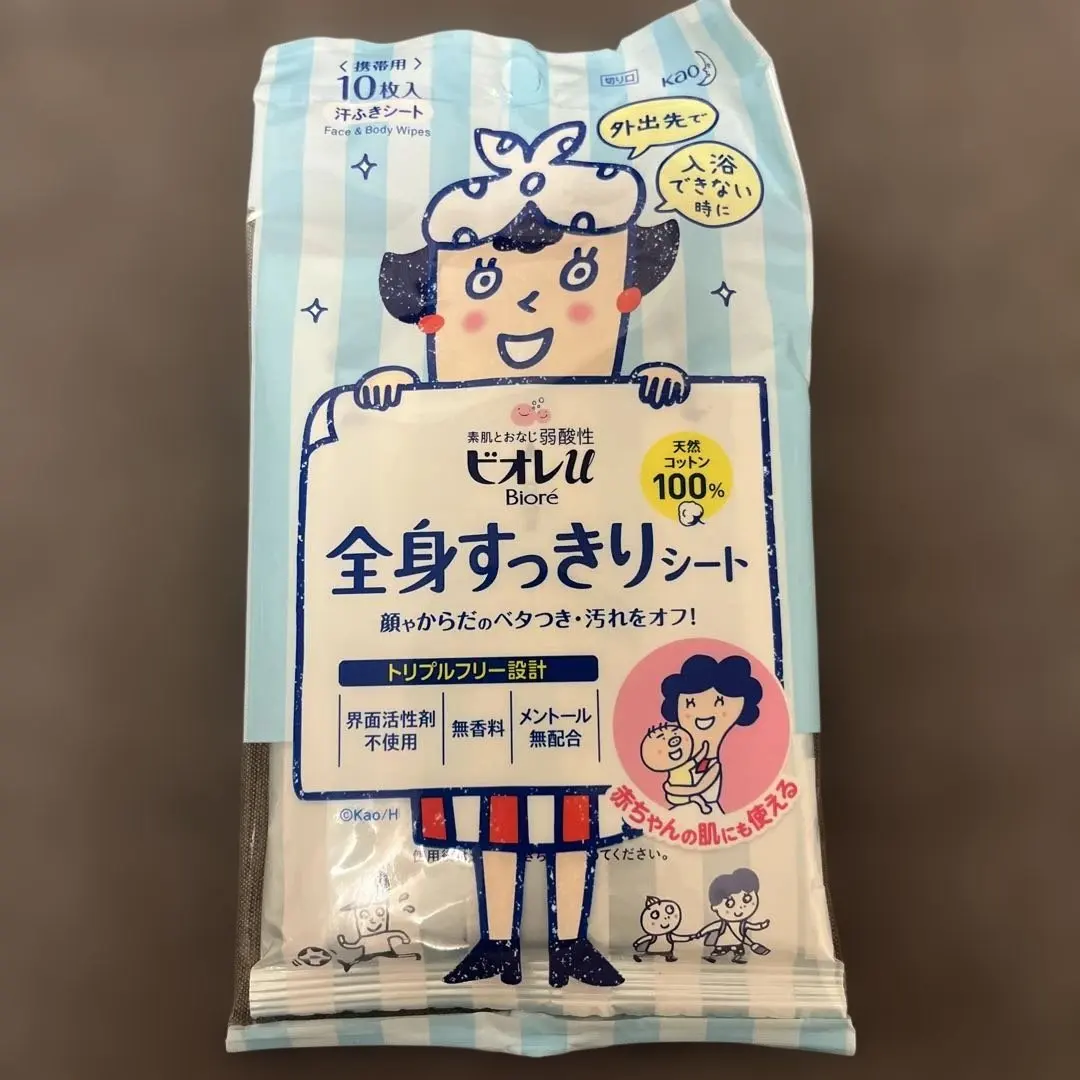 〈携帯用〉
10枚入
汗ふきシート
Face & Body Wipes
切り口
Kao
外出先で
入浴
できない
時に
素肌とおなじ弱酸性
ビオレu
Bioré
天然
コットン
100%
全身すっきりシート
顔やからだのベタつき・汚れをオフ!
トリプルフリー設計
界面活性剤
不使用
無香料
メントール
無配合
赤ちゃんの肌にも使える
©Kao/H
てください。